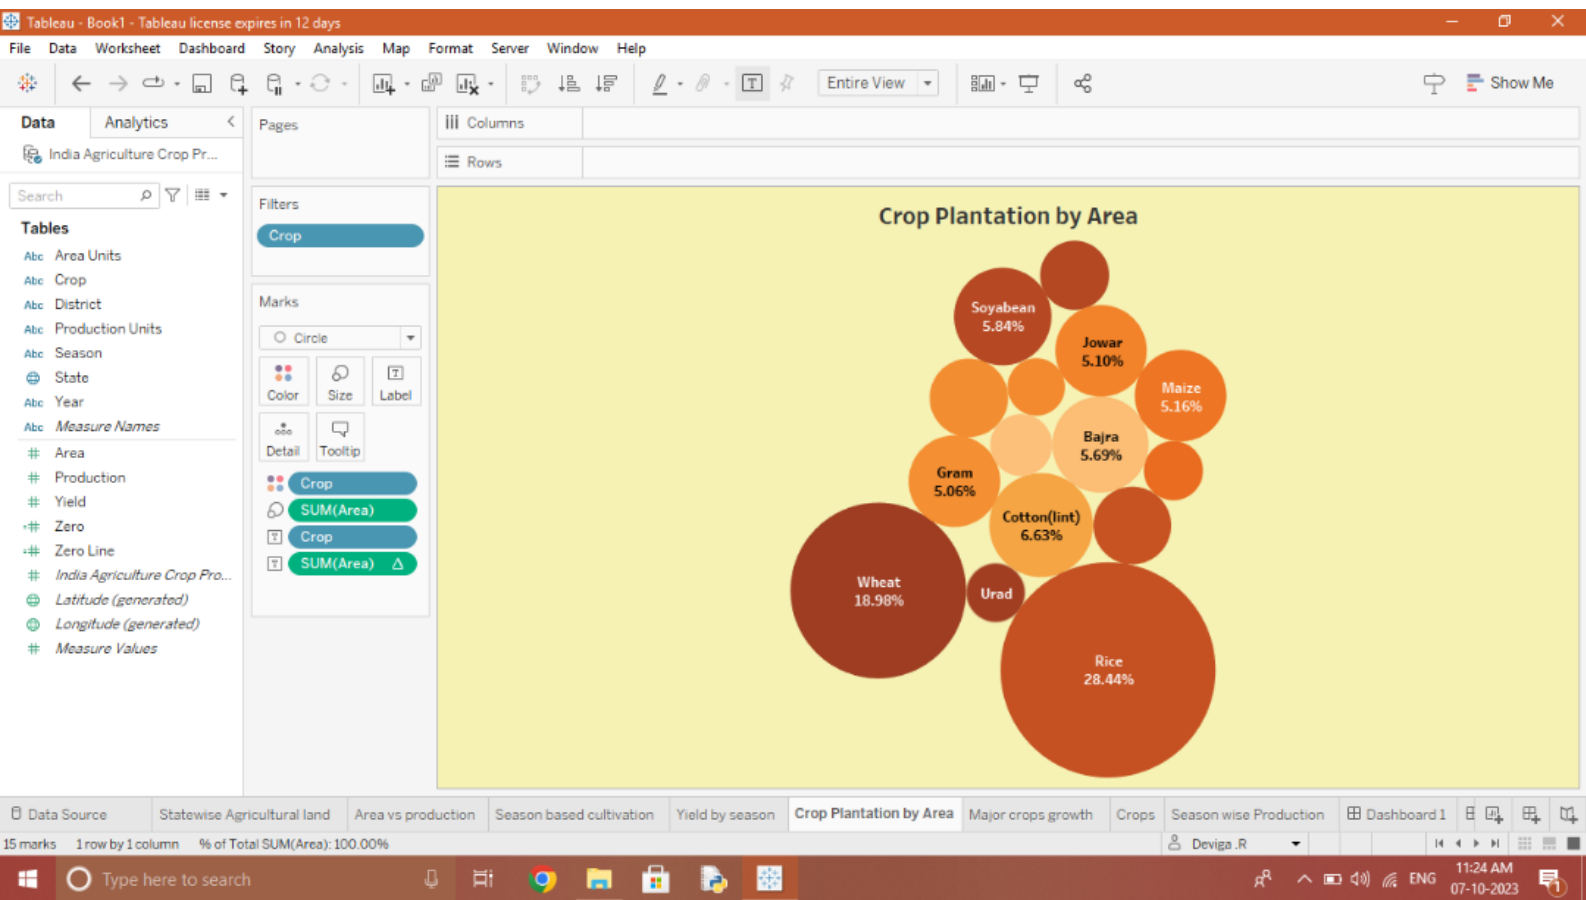 Tableau - Book1 - Tableau license expires in 12 days
File Data Worksheet Dashboard Story Analysis Map Format Server Window Help
Entire View
Show Me
Data Analytics
India Agriculture Crop Pr...
Search
Tables
Abc Area Units
Abc Crop
Abc District
Abc Production Units
Abc Season
State
Abc Year
Abc Measure Names
# Area
# Production
# Yield
=# Zero
=# Zero Line
# India Agriculture Crop Pro...
Latitude (generated)
Longitude (generated)
# Measure Values
Pages
Filters
Crop
Marks
Circle
Color Size Label
Detail Tooltip
Crop
SUM(Area)
T Crop
T SUM(Area) Δ
iii Columns
Rows
Crop Plantation by Area
Soyabean
5.84%
Jowar
5.10%
Maize
5.16%
Bajra
5.69%
Gram
5.06%
Cotton(lint)
6.63%
Wheat
18.98%
Urad
Rice
28.44%
Data Source Statewise Agricultural land Area vs production Season based cultivation Yield by season Crop Plantation by Area Major crops growth Crops Season wise Production Dashboard 1
15 marks 1 row by 1 column % of Total SUM(Area): 100.00% Deviga .R
Type here to search
ENG
11:24 AM
07-10-2023
1